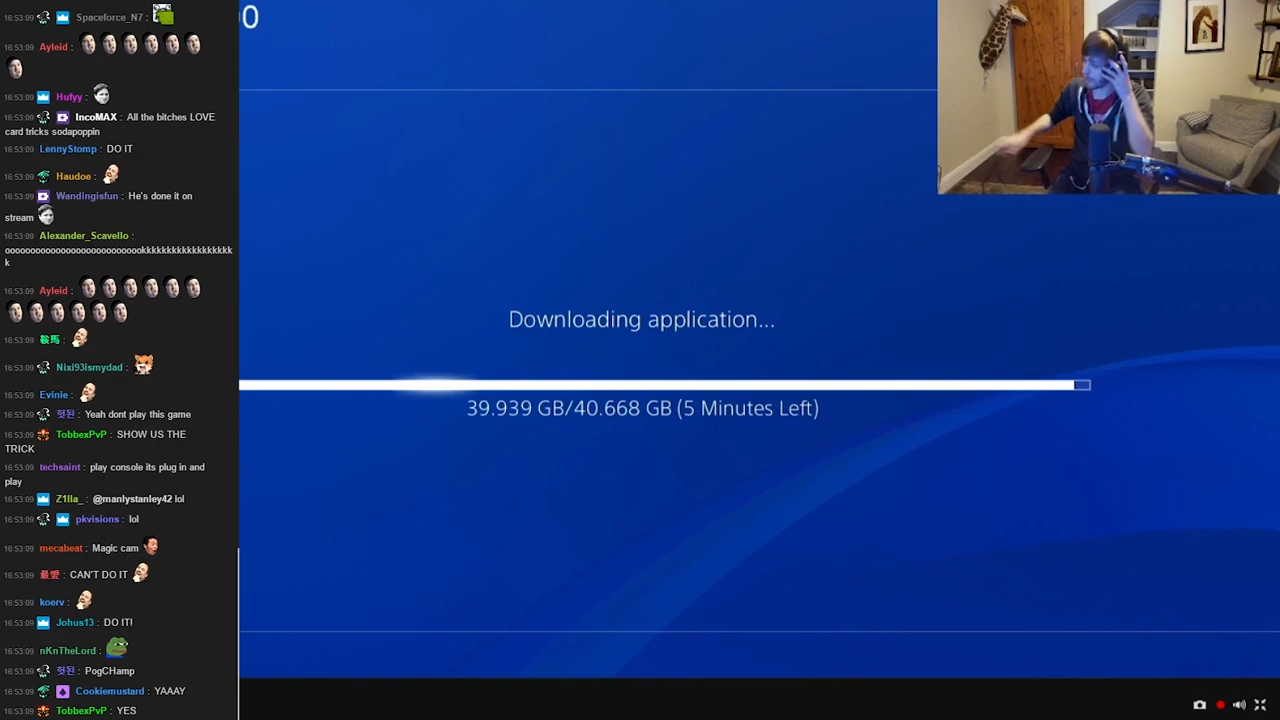 16:53:09 Spaceforce_N7 :
00
16:53:09 Ayleid :
16:53:09 Hufyy :
16:53:09 IncoMAX : All the bitches LOVE
card tricks sodapoppin
16:53:09 LennyStomp : DO IT
16:53:09 Haudoe :
16:53:09 Wandingisfun : He's done it on
stream
16:53:09 Alexander_Scavello :
oooooooooooooooooooooooooookkkkkkkkkkkkkkkkkk
k
16:53:09 Ayleid :
16:53:09 鞍馬 :
16:53:09 Nixi93ismydad :
16:53:09 Evinie :
16:53:09 헛된 : Yeah dont play this game
16:53:09 TobbexPvP : SHOW US THE
TRICK
16:53:09 techsaint : play console its plug in and
play
16:53:09 Z1lla_ : @manlystanley42 lol
16:53:09 pkvisions : lol
16:53:09 mecabeat : Magic cam
16:53:09 最愛 : CAN'T DO IT
16:53:09 koerv :
16:53:09 Johus13 : DO IT!
16:53:09 nKnTheLord :
16:53:09 헛된 : PogCHamp
16:53:09 Cookiemustard : YAAAY
16:53:09 TobbexPvP : YES
Downloading application...
39.939 GB/40.668 GB (5 Minutes Left)